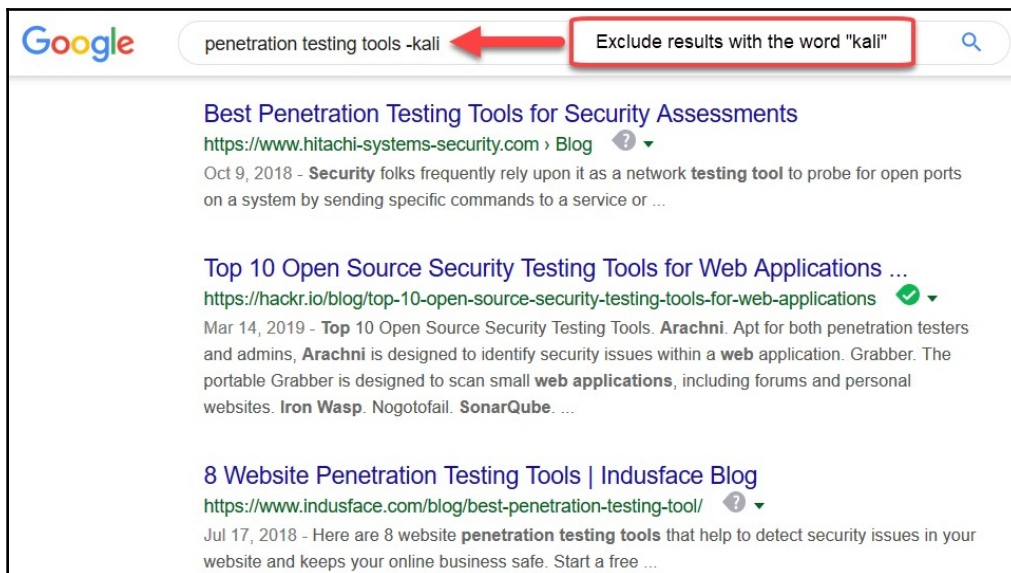 Google
penetration testing tools -kali
Exclude results with the word "kali"
Best Penetration Testing Tools for Security Assessments
https://www.hitachi-systems-security.com › Blog
Oct 9, 2018 - Security folks frequently rely upon it as a network testing tool to probe for open ports
on a system by sending specific commands to a service or ...
Top 10 Open Source Security Testing Tools for Web Applications ...
https://hackr.io/blog/top-10-open-source-security-testing-tools-for-web-applications
Mar 14, 2019 - Top 10 Open Source Security Testing Tools. Arachni. Apt for both penetration testers
and admins, Arachni is designed to identify security issues within a web application. Grabber. The
portable Grabber is designed to scan small web applications, including forums and personal
websites. Iron Wasp. Nogotofail. SonarQube. ...
8 Website Penetration Testing Tools | Indusface Blog
https://www.indusface.com/blog/best-penetration-testing-tool/
Jul 17, 2018 - Here are 8 website penetration testing tools that help to detect security issues in your
website and keeps your online business safe. Start a free ...